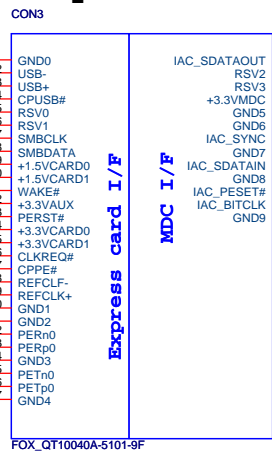 CON3
GND0
USB-
USB+
CPUSB#
RSV0
RSV1
SMBCLK
SMBDATA
+1.5VCARD0
+1.5VCARD1
WAKE#
+3.3VAUX
PERST#
+3.3VCARD0
+3.3VCARD1
CLKREQ#
CPPE#
REFCLF-
REFCLK+
GND1
GND2
PERn0
PERp0
GND3
PETn0
PETp0
GND4
Express card I/F
MDC I/F
IAC_SDATAOUT
RSV2
RSV3
+3.3VMDC
GND5
GND6
IAC_SYNC
GND7
IAC_SDATAIN
GND8
IAC_PESET#
IAC_BITCLK
GND9
FOX_QT10040A-5101-9F